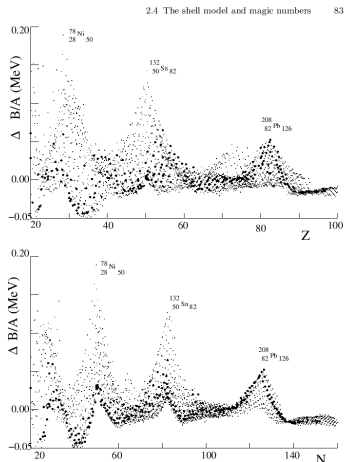 2.4 The shell model and magic numbers 83
0.20
78 Ni
28 50
132
50 Sn 82
Δ B/A (MeV)
208
82 Pb 126
0.00
−0.05
20 40 60 80 100
Z
0.20
78 Ni
28 50
132
50 Sn 82
Δ B/A (MeV)
208
82 Pb 126
0.00
−0.05
20 60 100 140
N